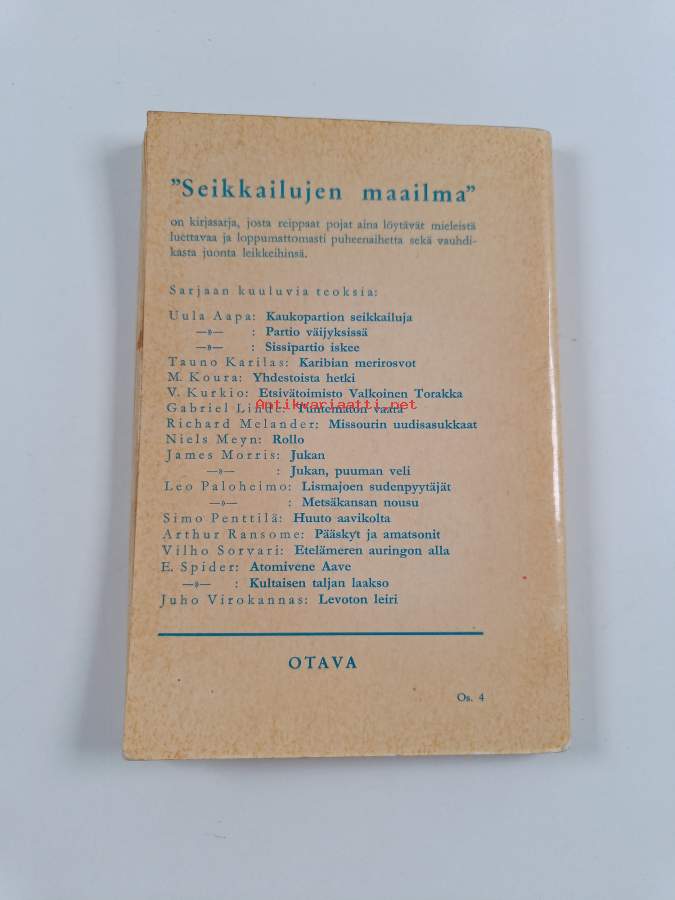 "Seikkailujen maailma"
on kirjasarja, josta reippaat pojat aina löytävät mieleistä
luettavaa ja loppumattomasti puheenaihetta sekä vauhdi-
kasta juonta leikkeihinsä.
Sarjaan kuuluvia teoksia:
Uula Aapa: Kaukopartion seikkailuja
—»— : Partio väijyksissä
—»— : Sissipartio iskee
Tauno Karilas: Karibian merirosvot
M. Koura: Yhdestoista hetki
V. Kurkio: Etsivätoimisto Valkoinen Torakka
Antikvariaatti.net
Gabriel Linde: Tuntematon vaara
Richard Melander: Missourin uudisasukkaat
Niels Meyn: Rollo
James Morris: Jukan
—»— : Jukan, puuman veli
Leo Paloheimo: Lismajoen sudenpyytäjät
—»— : Metsäkansan nousu
Simo Penttilä: Huuto aavikolta
Arthur Ransome: Pääskyt ja amatsonit
Vilho Sorvari: Etelämeren auringon alla
E. Spider: Atomivene Aave
—»— : Kultaisen taljan laakso
Juho Virokannas: Levoton leiri
OTAVA
Os. 4